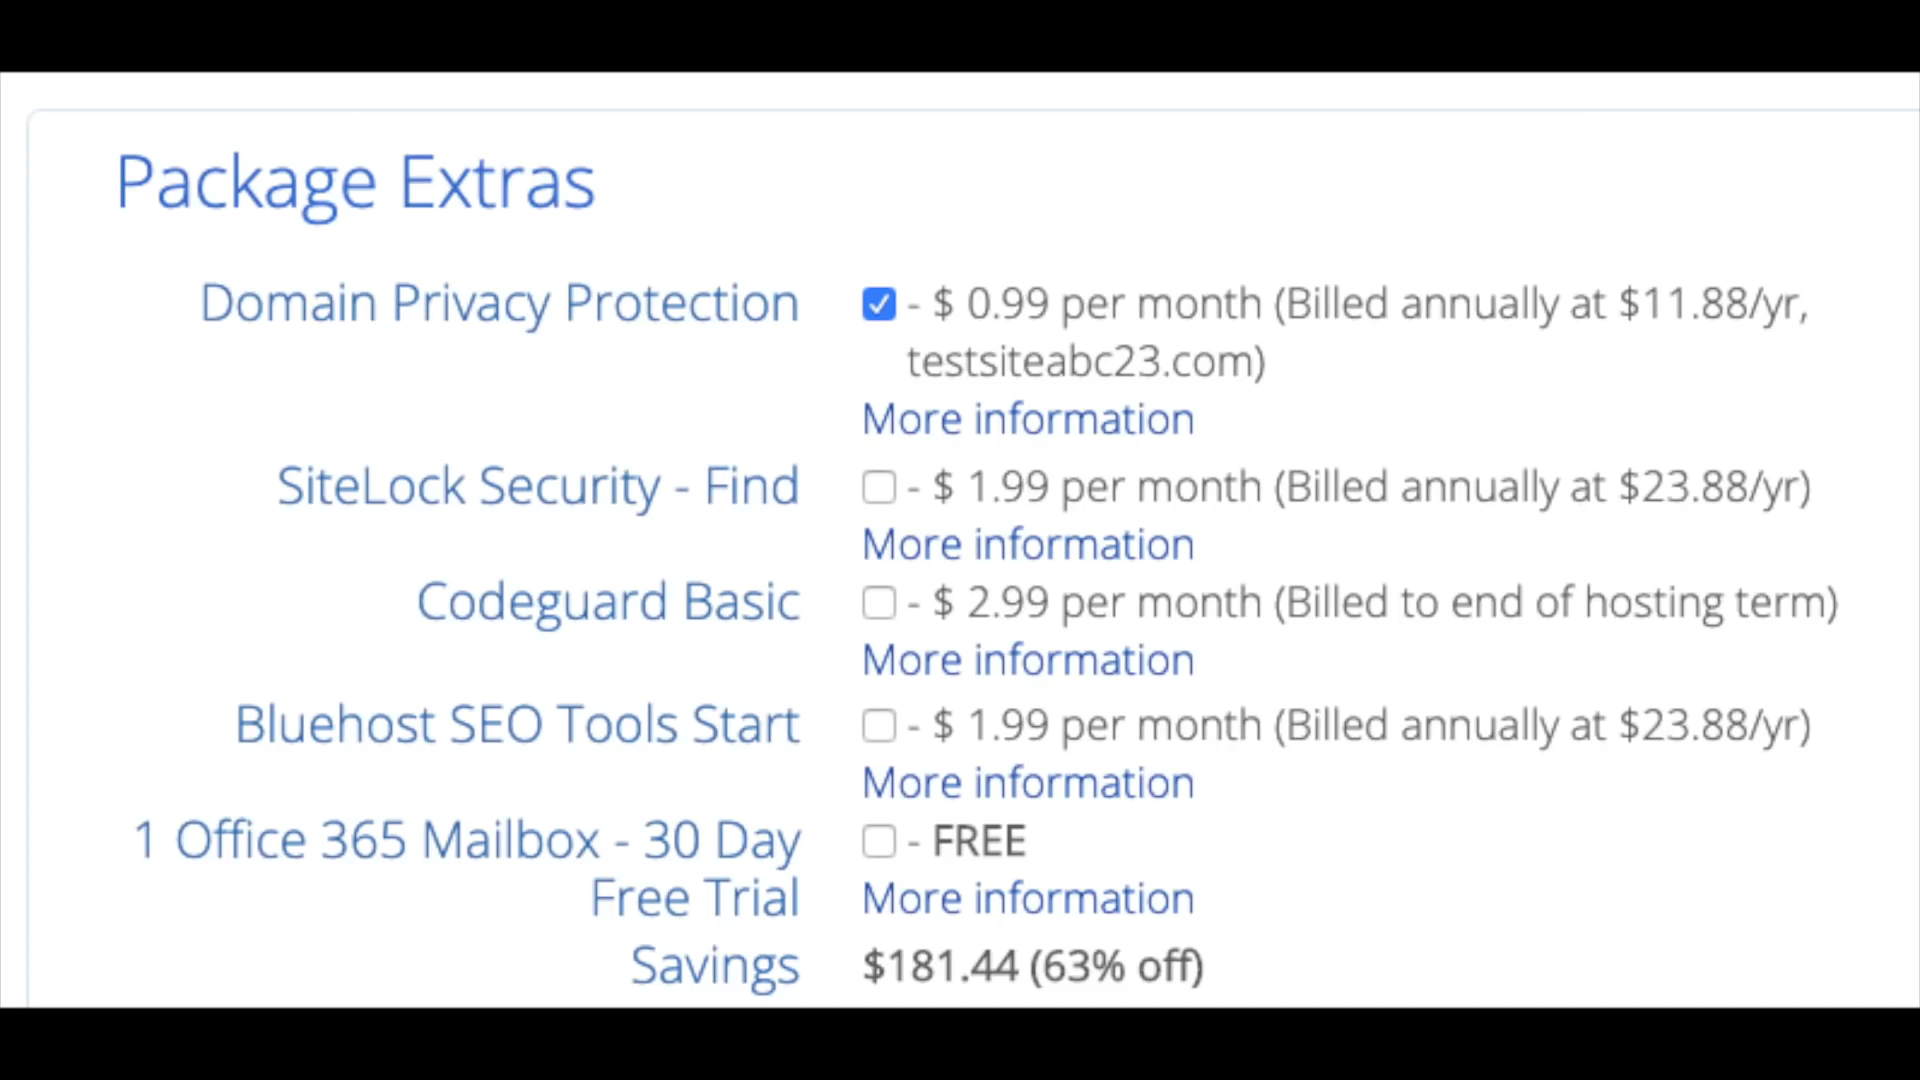 Package Extras
Domain Privacy Protection - $ 0.99 per month (Billed annually at $11.88/yr,
testsiteabc23.com)
More information
SiteLock Security - Find - $ 1.99 per month (Billed annually at $23.88/yr)
More information
Codeguard Basic - $ 2.99 per month (Billed to end of hosting term)
More information
Bluehost SEO Tools Start - $ 1.99 per month (Billed annually at $23.88/yr)
More information
1 Office 365 Mailbox - 30 Day - FREE
Free Trial More information
Savings $181.44 (63% off)